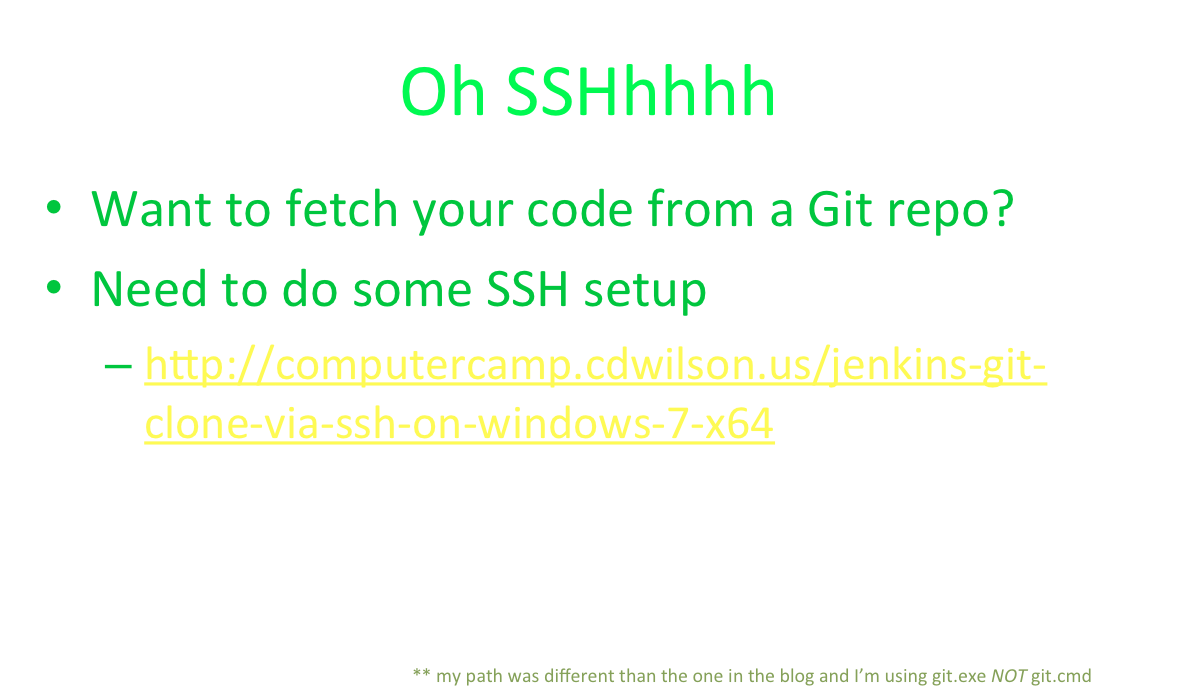 Oh SSHhhhh
• Want to fetch your code from a Git repo?
• Need to do some SSH setup
– http://computercamp.cdwilson.us/jenkins-git-
clone-via-ssh-on-windows-7-x64
** my path was different than the one in the blog and I’m using git.exe NOT git.cmd